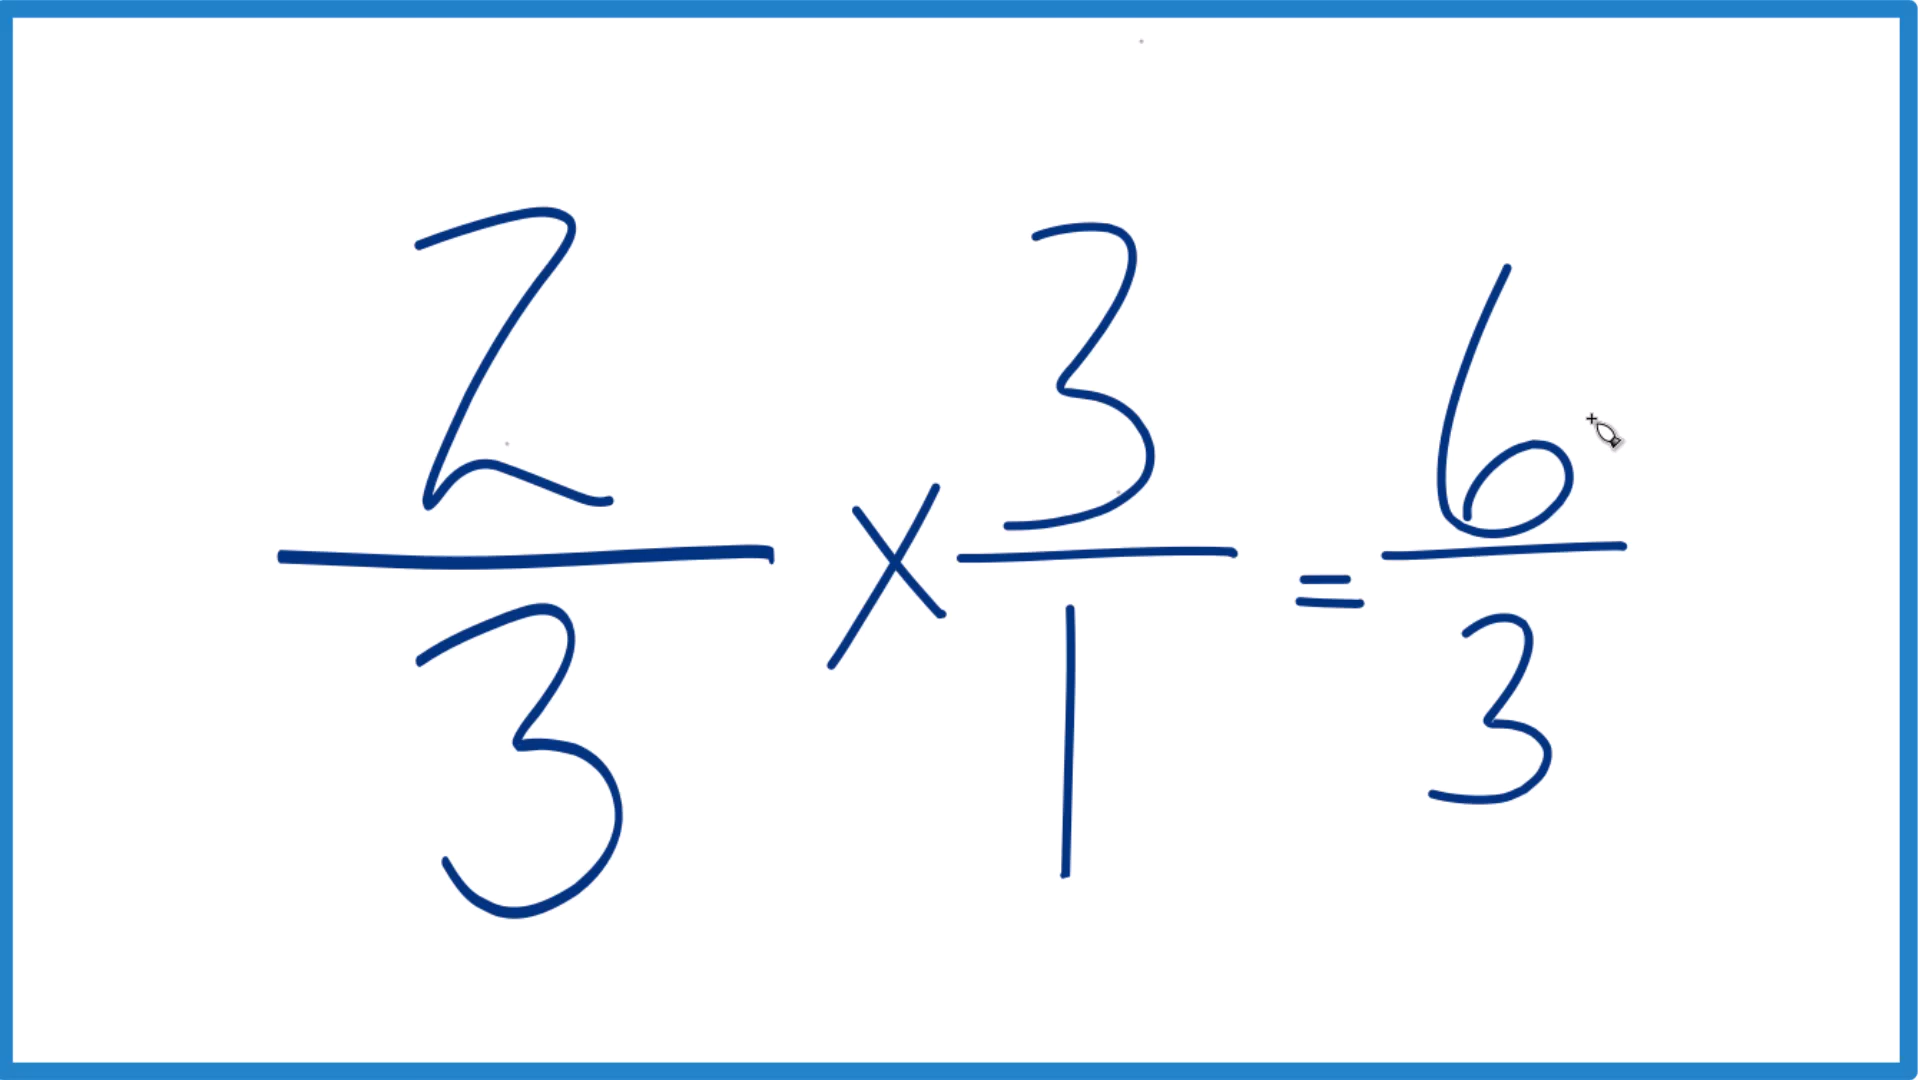 2/3 × 3/1 = 6/3